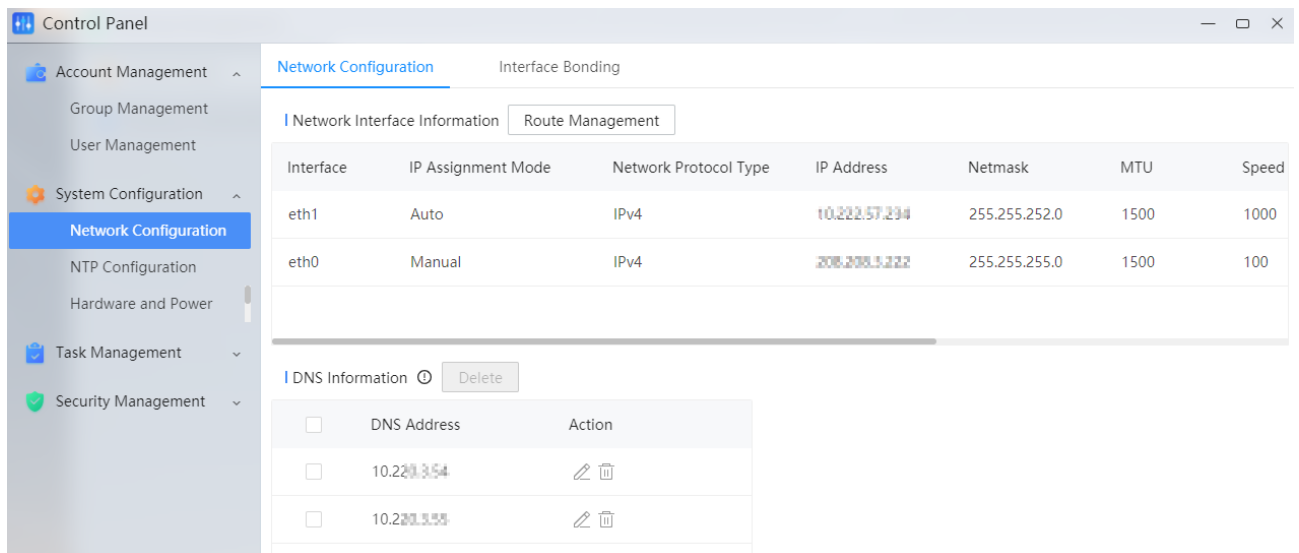 Control Panel
Account Management
Group Management
User Management
System Configuration
Network Configuration
NTP Configuration
Hardware and Power
Task Management
Security Management
Network Configuration Interface Bonding
Network Interface Information Route Management
Interface IP Assignment Mode Network Protocol Type IP Address Netmask MTU Speed
eth1 Auto IPv4 255.255.252.0 1500 1000
eth0 Manual IPv4 255.255.255.0 1500 100
DNS Information Delete
DNS Address Action